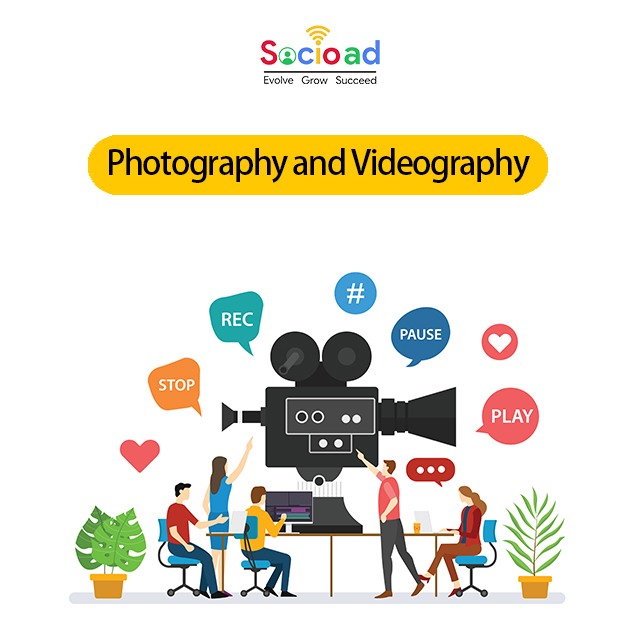 Socioad
Evolve Grow Succeed
Photography and Videography
#
REC
PAUSE
STOP
PLAY